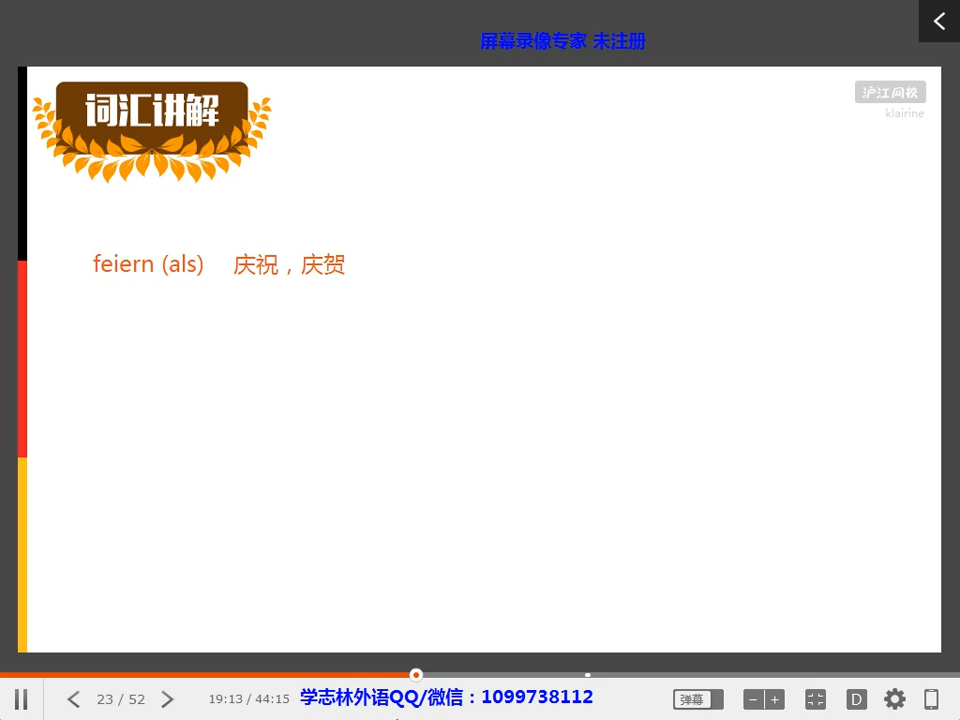 屏幕录像专家 未注册
词汇讲解
沪江网校
klairine
feiern (als) 庆祝，庆贺
23 / 52
19:13 / 44:15
学志林外语QQ/微信：1099738112
弹幕
D